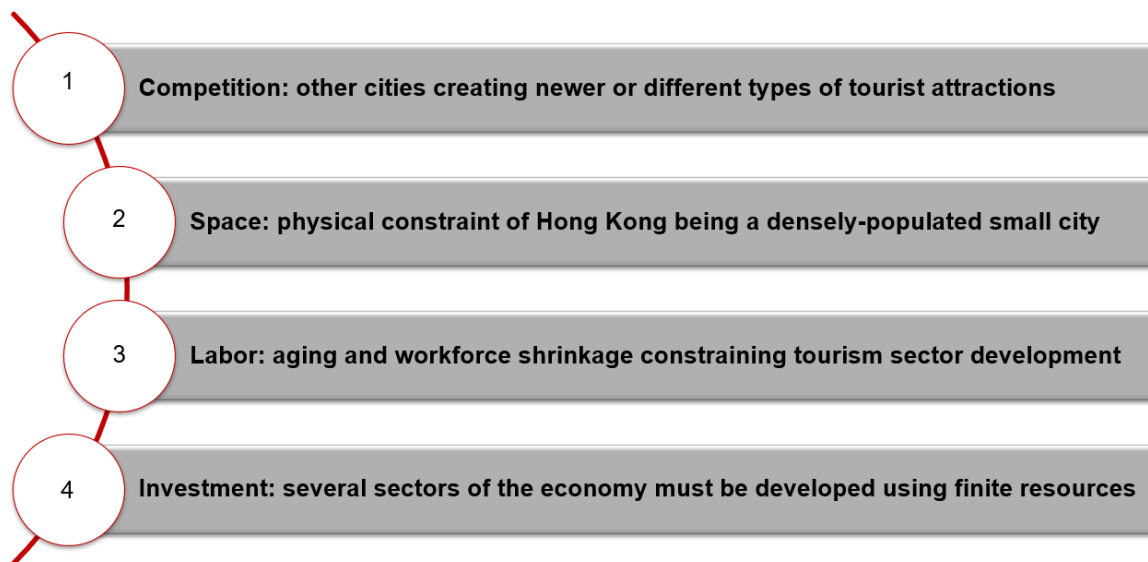 1
Competition: other cities creating newer or different types of tourist attractions
2
Space: physical constraint of Hong Kong being a densely-populated small city
3
Labor: aging and workforce shrinkage constraining tourism sector development
4
Investment: several sectors of the economy must be developed using finite resources